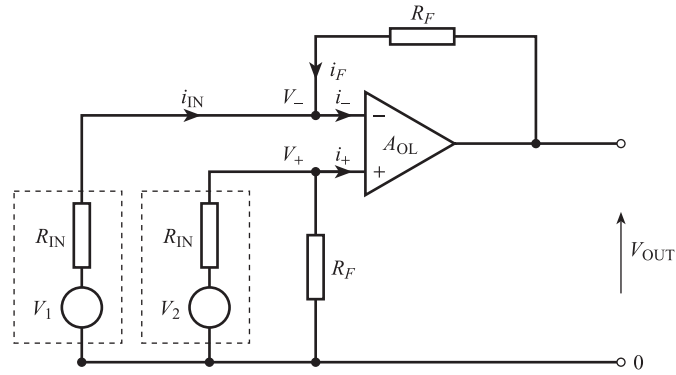 R_F
i_F
i_IN
V_−
i_−
−
A_OL
V_+
i_+
+
R_IN
R_IN
R_F
V_1
V_2
V_OUT
0